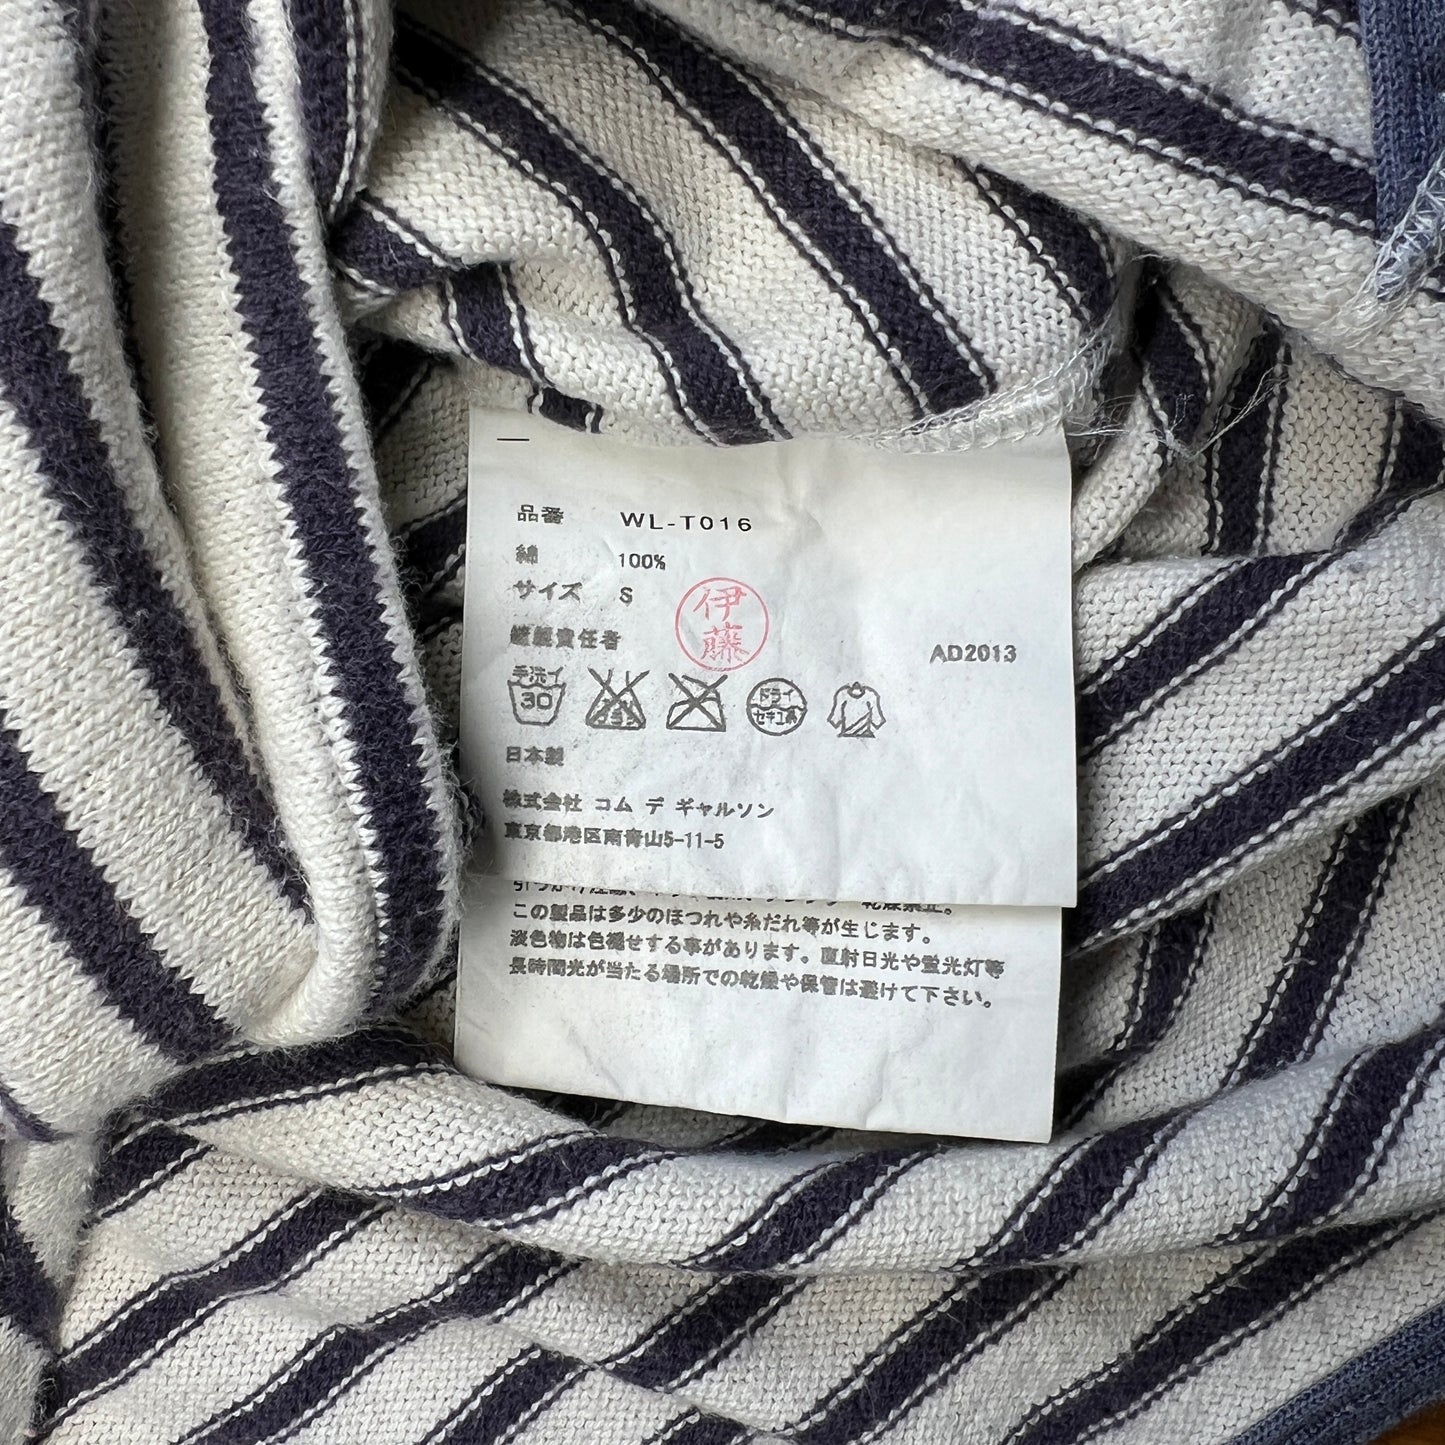 品番 WL-T016
綿 100%
サイズ S
縫製責任者 伊藤
AD2013
手洗イ
30
ドライ
セキユ系
日本製
株式会社 コム デ ギャルソン
東京都港区南青山5-11-5
この製品は多少のほつれや糸だれ等が生じます。
淡色物は色褪せする事があります。直射日光や蛍光灯等
長時間光が当たる場所での乾燥や保管は避けて下さい。